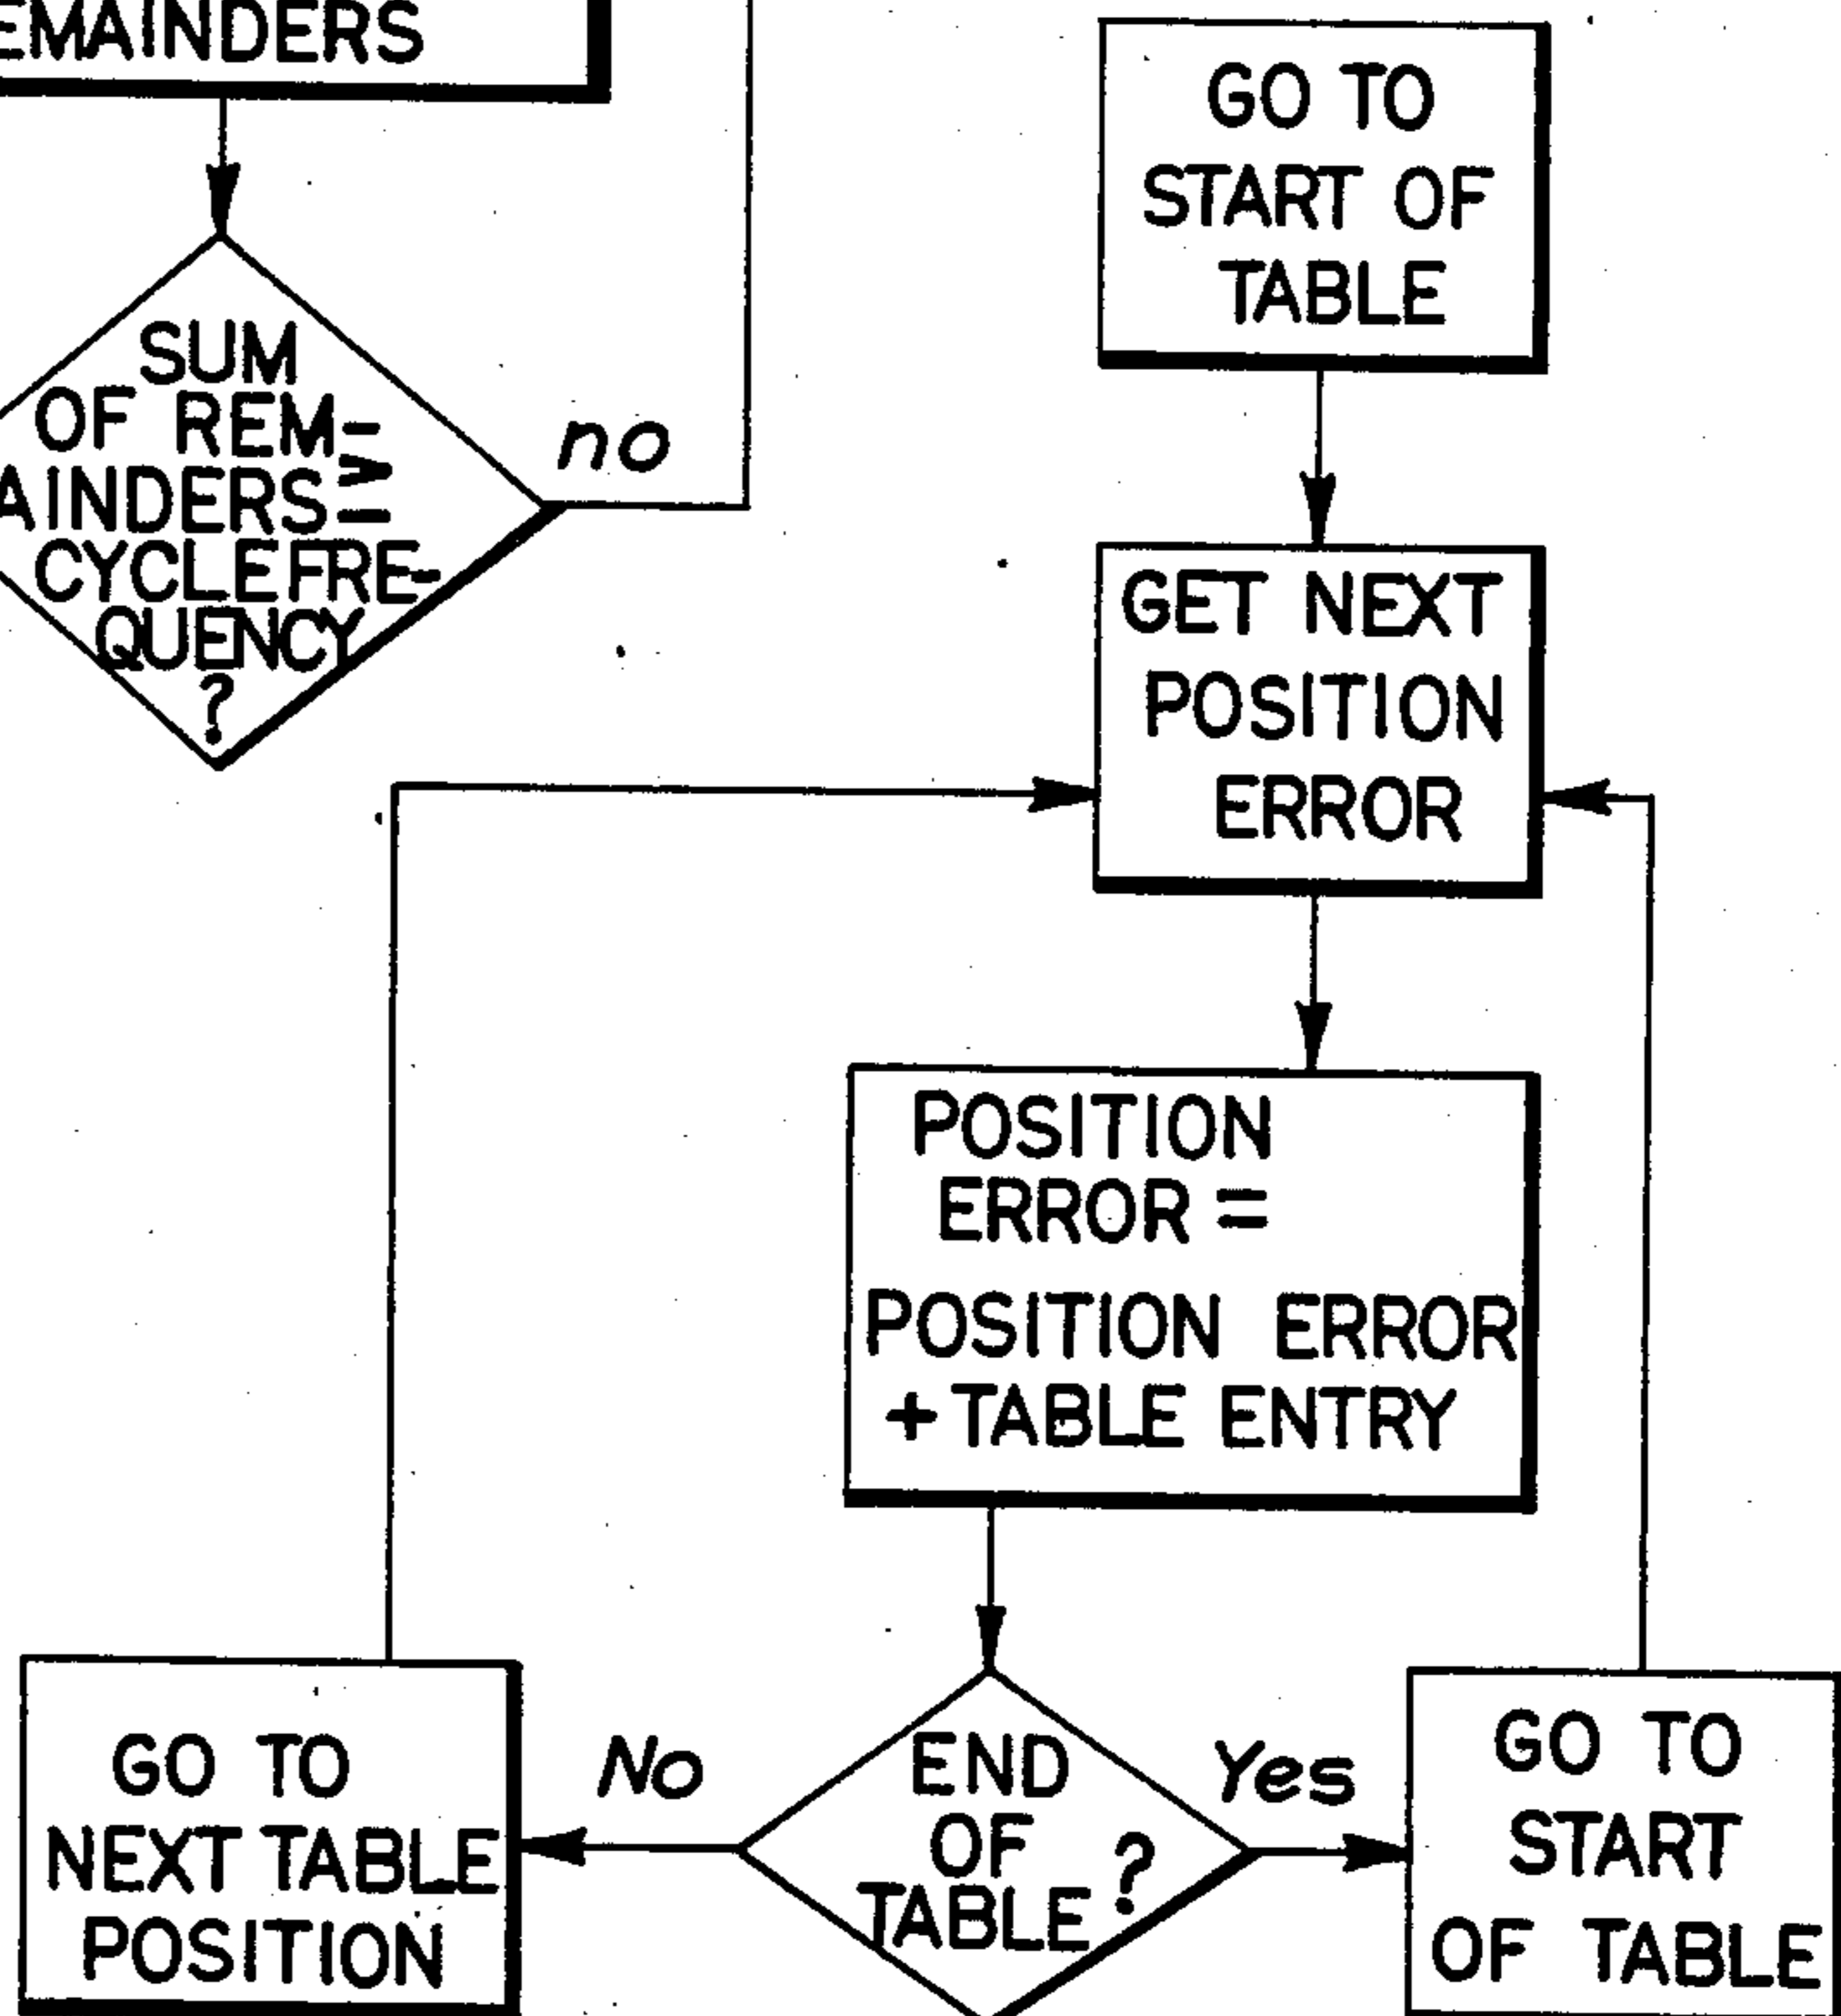 EMAINDERS
SUM
OF REM-
AINDERS ≥
CYCLE FRE-
QUENCY
?
no
GO TO
START OF
TABLE
GET NEXT
POSITION
ERROR
POSITION
ERROR =
POSITION ERROR
+ TABLE ENTRY
END
OF
TABLE ?
No
Yes
GO TO
NEXT TABLE
POSITION
GO TO
START
OF TABLE